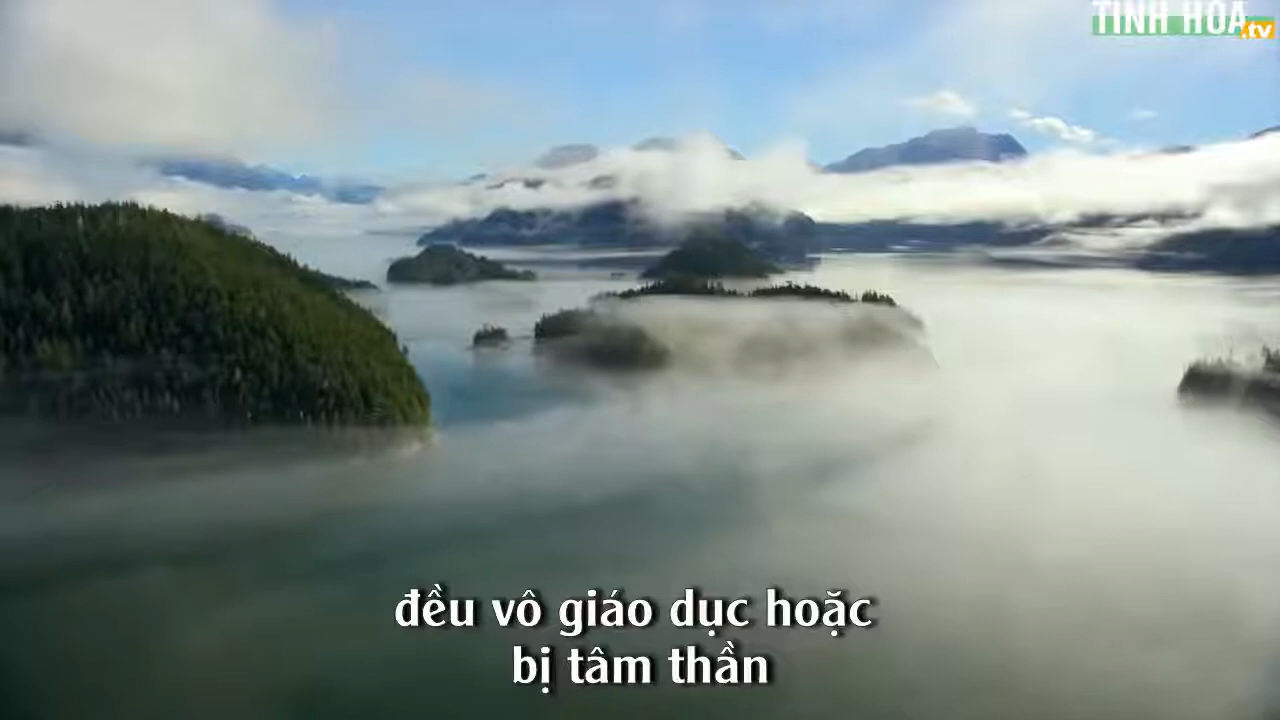 TINH HOA
.tv
đều vô giáo dục hoặc
bị tâm thần